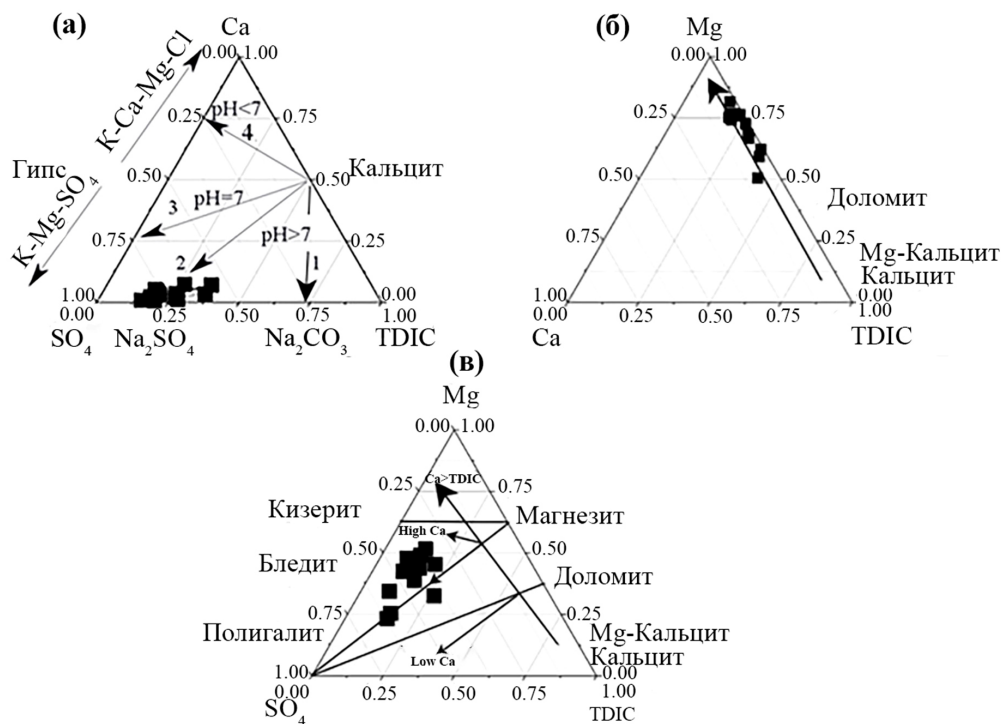 (а)
Ca
0.00 1.00
K-Ca-Mg-Cl
pH<7
0.25
0.75
4
Гипс
Кальцит
0.50
0.50
K-Mg-SO₄
3
pH=7
0.75
pH>7
0.25
2
1
1.00
0.00
0.00
0.25
0.50
0.75
1.00
SO₄
Na₂SO₄
Na₂CO₃
TDIC
(б)
Mg
0.00 1.00
0.25
0.75
0.50
0.50
Доломит
0.75
0.25
Mg-Кальцит
Кальцит
1.00
0.00
0.00
0.25
0.50
0.75
1.00
Ca
TDIC
(в)
Mg
0.00 1.00
Ca>TDIC
0.25
0.75
Кизерит
Магнезит
High Ca
0.50
0.50
Бледит
Доломит
0.75
0.25
Полигалит
Mg-Кальцит
Кальцит
Low Ca
1.00
0.00
0.00
0.25
0.50
0.75
1.00
SO₄
TDIC